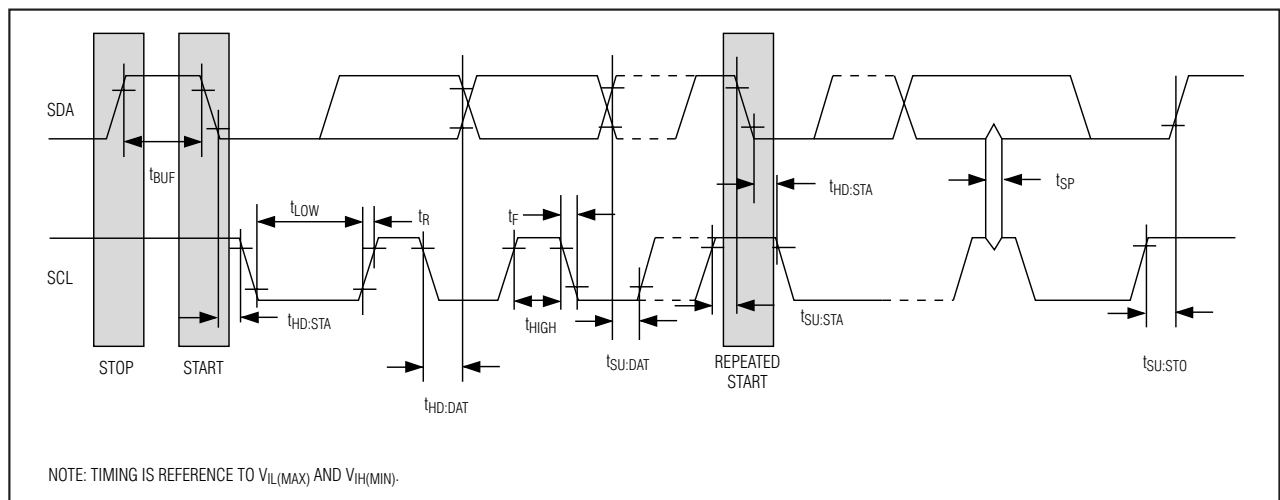 SDA
tBUF
tLOW
tR
tF
tHD:STA
tSP
SCL
tHD:STA
tHIGH
tSU:STA
tSU:DAT
tSU:STO
STOP
START
REPEATED
START
tHD:DAT
NOTE: TIMING IS REFERENCE TO VIL(MAX) AND VIH(MIN).